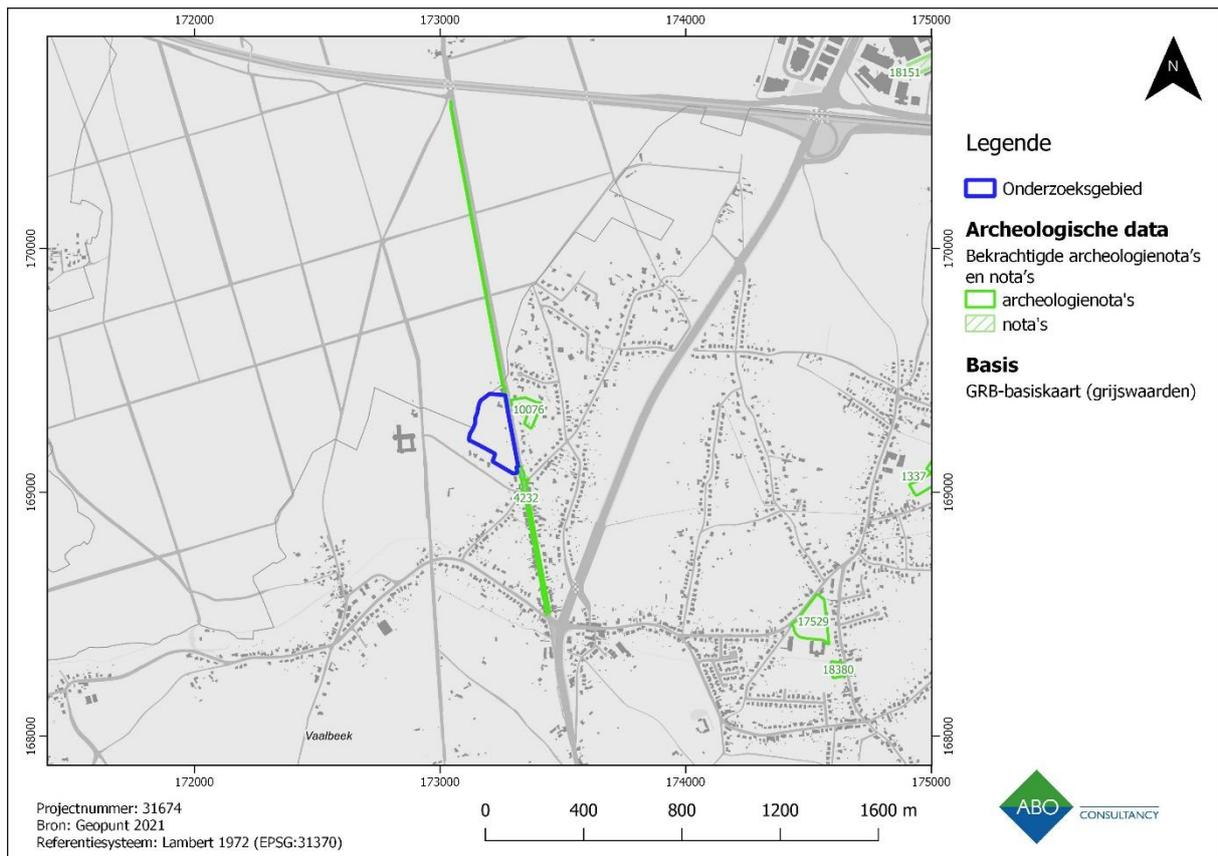 172000 173000 174000 175000
18151
N
Legende
Onderzoeksgebied
Archeologische data
Bekrachtigde archeologienota's
en nota's
archeologienota's
nota's
Basis
GRB-basiskaart (grijswaarden)
170000 170000
10076
1337
169000 169000
4232
17529
18380
168000 168000
Vaalbeek
172000 173000 174000 175000
Projectnummer: 31674
Bron: Geopunt 2021
Referentiesysteem: Lambert 1972 (EPSG:31370)
0 400 800 1200 1600 m
ABO
CONSULTANCY